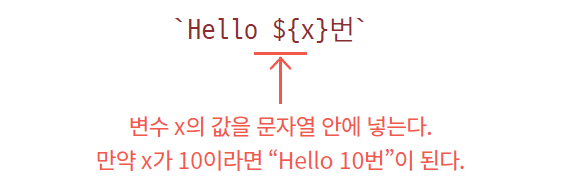 `Hello ${x}번`
변수 x의 값을 문자열 안에 넣는다.
만약 x가 10이라면 “Hello 10번”이 된다.